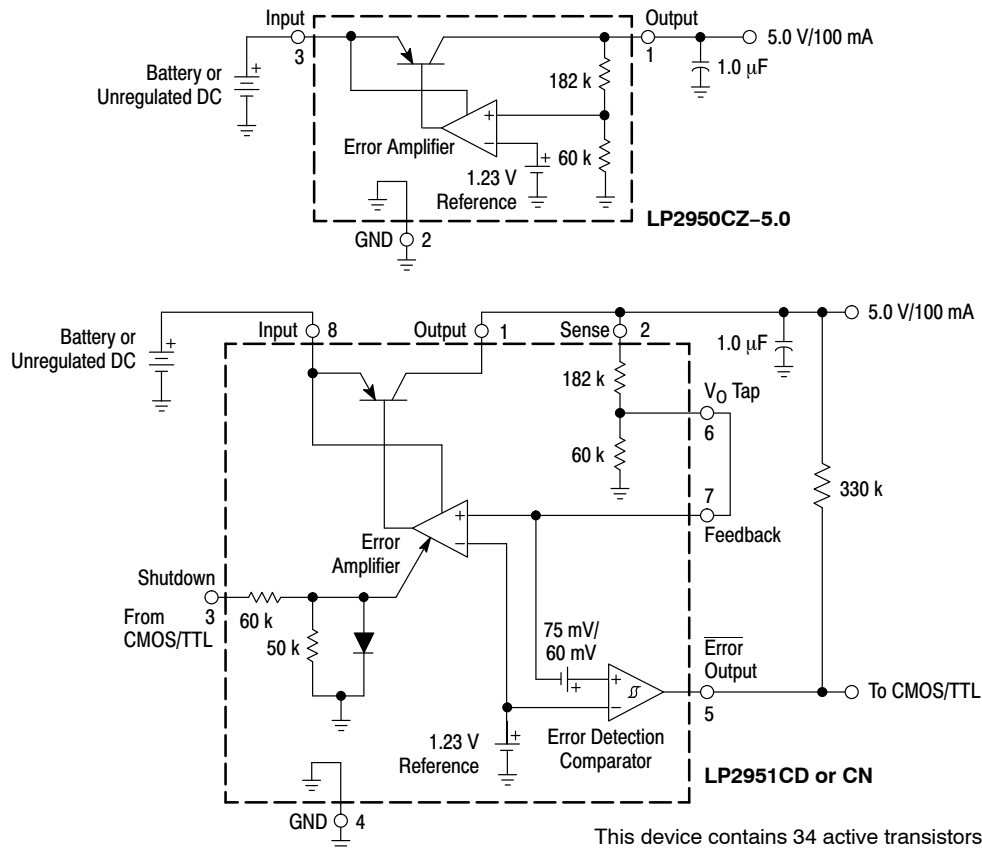 Input
3
Output
1
5.0 V/100 mA
1.0 μF
Battery or
Unregulated DC
182 k
Error Amplifier
60 k
1.23 V
Reference
GND 2
LP2950CZ−5.0
Battery or
Unregulated DC
Input 8
Output 1
Sense 2
5.0 V/100 mA
1.0 μF
182 k
VO Tap
6
60 k
330 k
7
Feedback
Error
Amplifier
Shutdown
3
From
CMOS/TTL
60 k
50 k
75 mV/
60 mV
Error
Output
5
To CMOS/TTL
1.23 V
Reference
Error Detection
Comparator
LP2951CD or CN
GND 4
This device contains 34 active transistors